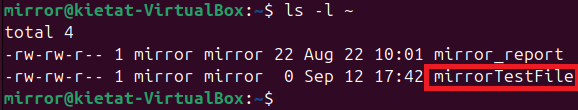 mirror@kietat-VirtualBox:~$ ls -l ~
total 4
-rw-rw-r-- 1 mirror mirror 22 Aug 22 10:01 mirror_report
-rw-rw-r-- 1 mirror mirror  0 Sep 12 17:42 mirrorTestFile
mirror@kietat-VirtualBox:~$